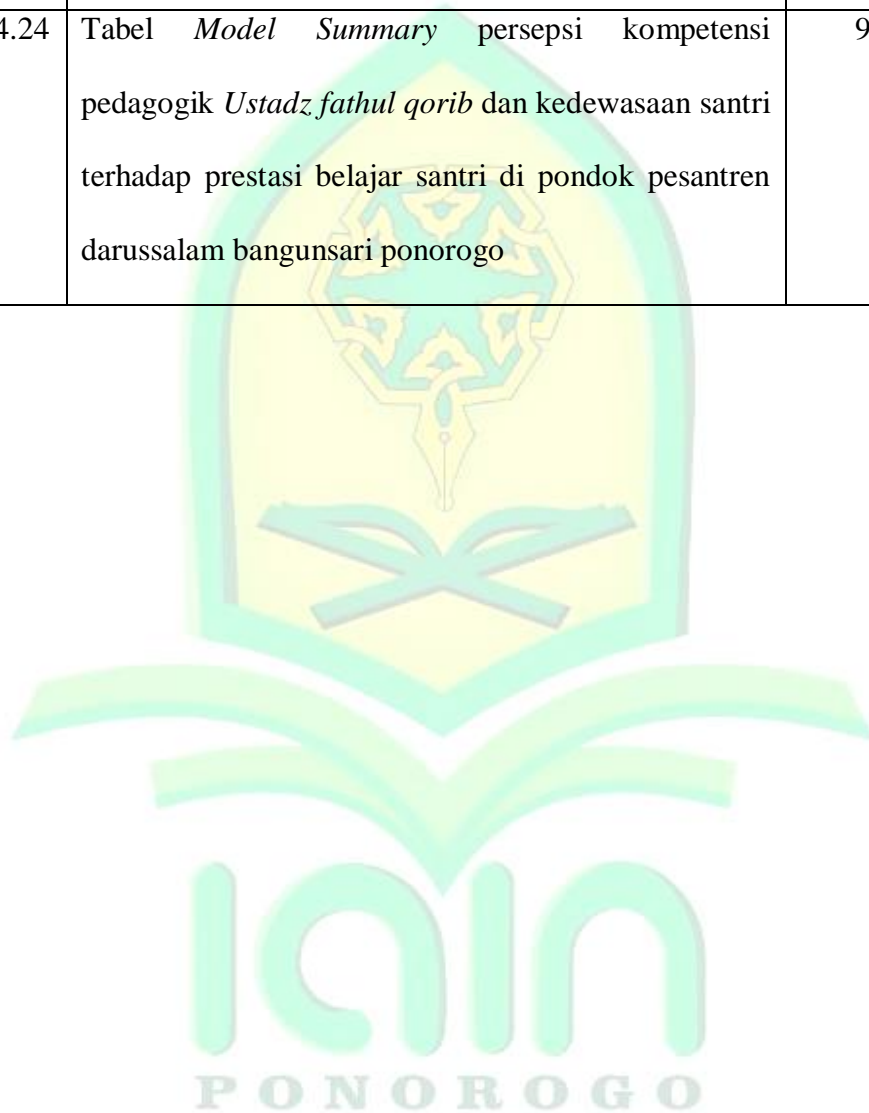 4.24 Tabel Model Summary persepsi kompetensi 9
pedagogik Ustadz fathul qorib dan kedewasaan santri
terhadap prestasi belajar santri di pondok pesantren
darussalam bangunsari ponorogo
iain
PONOROGO